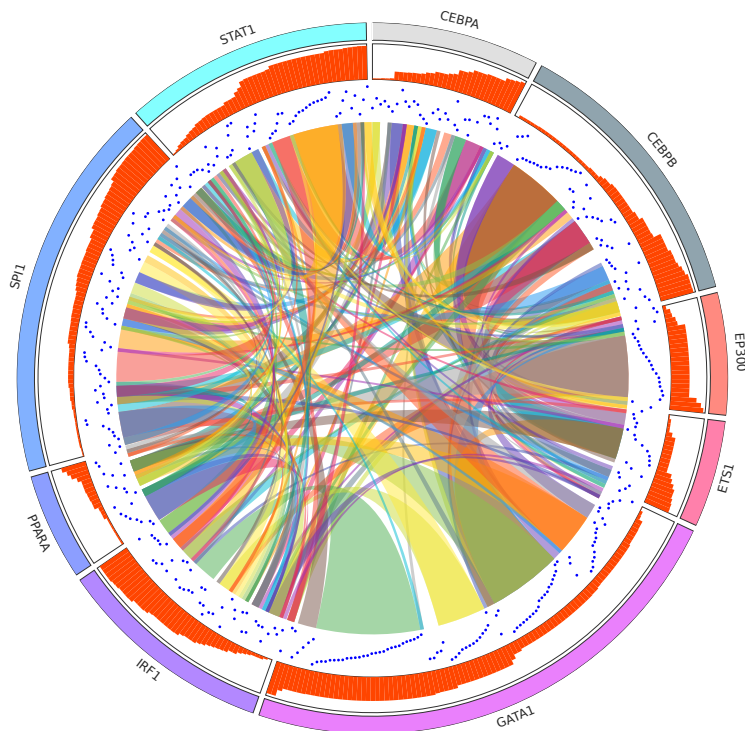 CEBPA
CEBPB
EP300
ETS1
GATA1
IRF1
PPARA
SPI1
STAT1